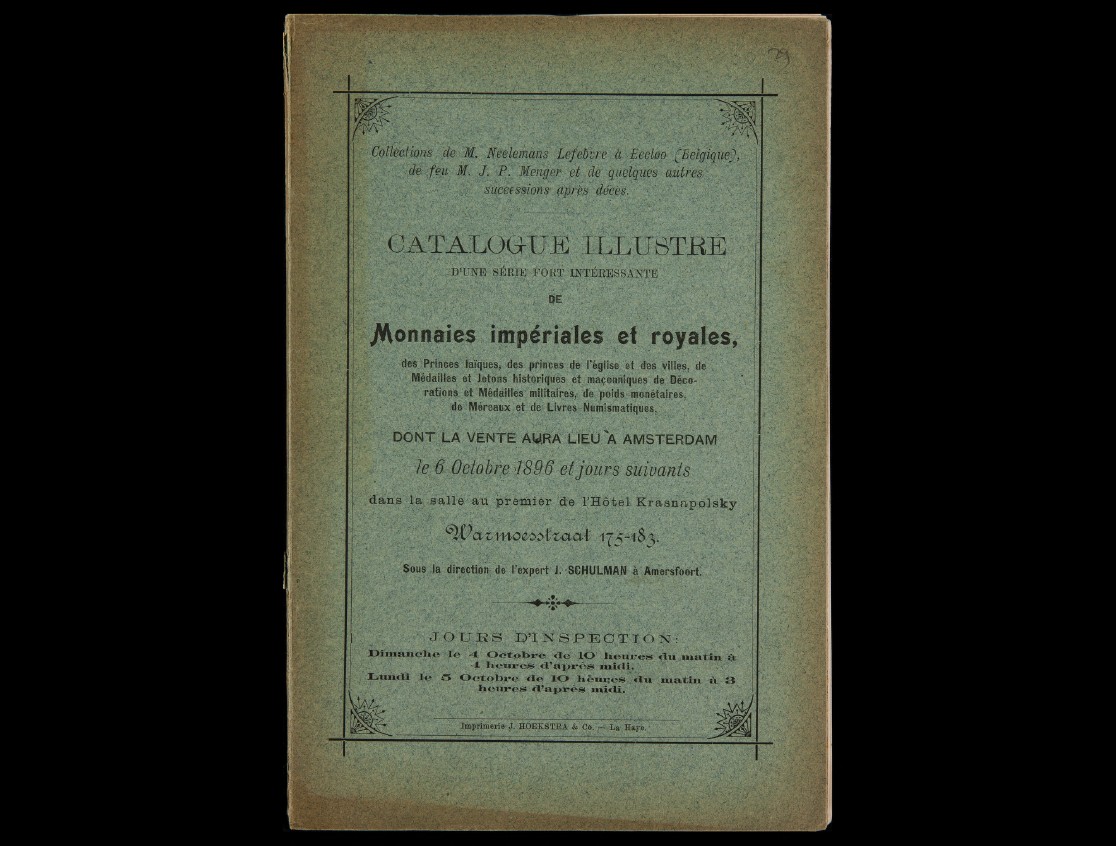 79
Collections de M. Neelemans Lefebvre à Eecloo (Belgique),
de feu M. J. P. Menger et de quelques autres
successions après décès.
CATALOGUE ILLUSTRE
D'UNE SÉRIE FORT INTÉRESSANTE
DE
Monnaies impériales et royales,
des Princes laïques, des princes de l'église et des villes, de
Médailles et Jetons historiques et maçonniques de Déco-
rations et Médailles militaires, de poids monétaires,
de Méreaux et de Livres Numismatiques,
DONT LA VENTE AURA LIEU À AMSTERDAM
le 6 Octobre 1896 et jours suivants
dans la salle au premier de l'Hôtel Krasnapolsky
Warmoesstraat 175-183.
Sous la direction de l'expert J. SCHULMAN à Amersfoort.
JOURS D'INSPECTION:
Dimanche le 4 Octobre de 10 heures du matin à
4 heures d'après midi.
Lundi le 5 Octobre de 10 heures du matin à 3
heures d'après midi.
Imprimerie J. HOEKSTRA & Co. — La Haye.